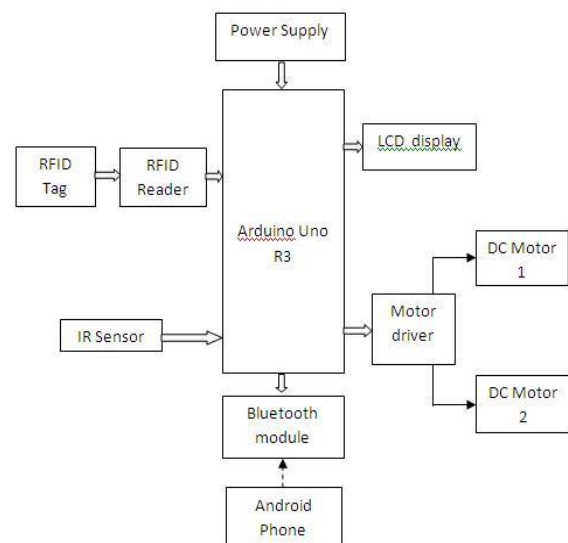 Power Supply
LCD display
RFID
Tag
RFID
Reader
Arduino Uno
R3
DC Motor
1
Motor
driver
IR Sensor
DC Motor
2
Bluetooth
module
Android
Phone